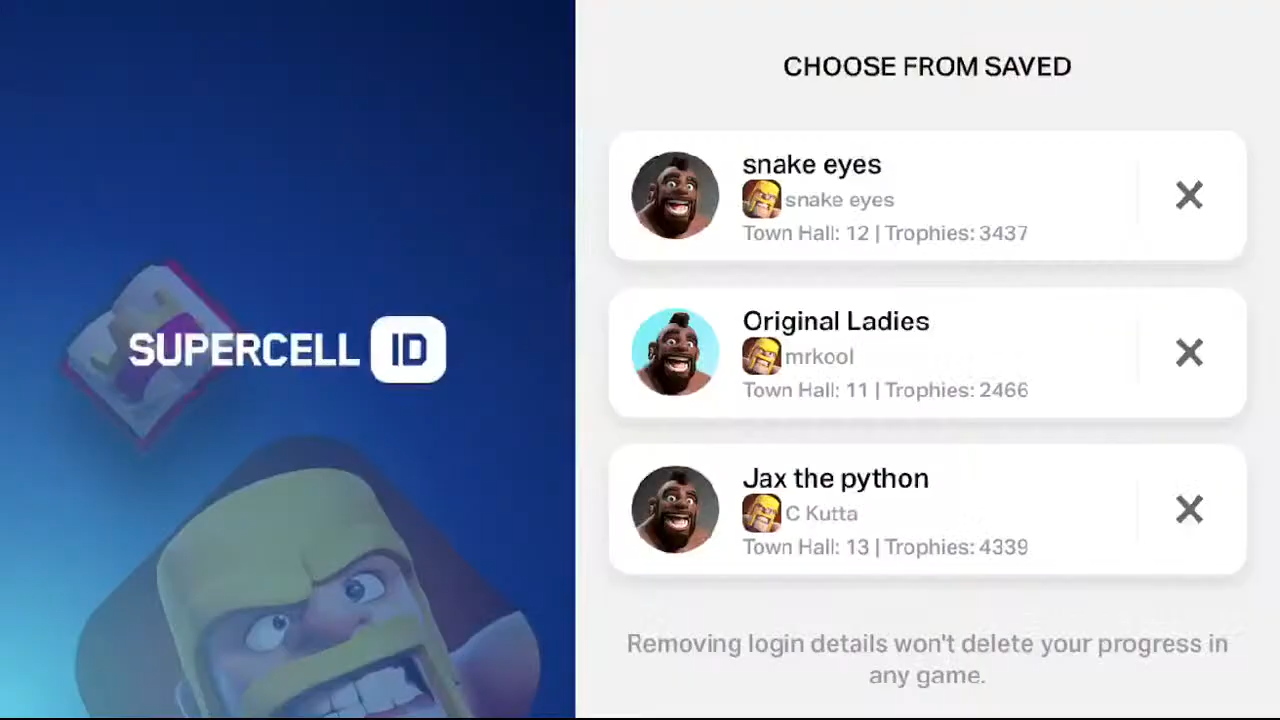 SUPERCELL ID
CHOOSE FROM SAVED
snake eyes
snake eyes
Town Hall: 12 | Trophies: 3437
Original Ladies
mrkool
Town Hall: 11 | Trophies: 2466
Jax the python
C Kutta
Town Hall: 13 | Trophies: 4339
Removing login details won't delete your progress in
any game.